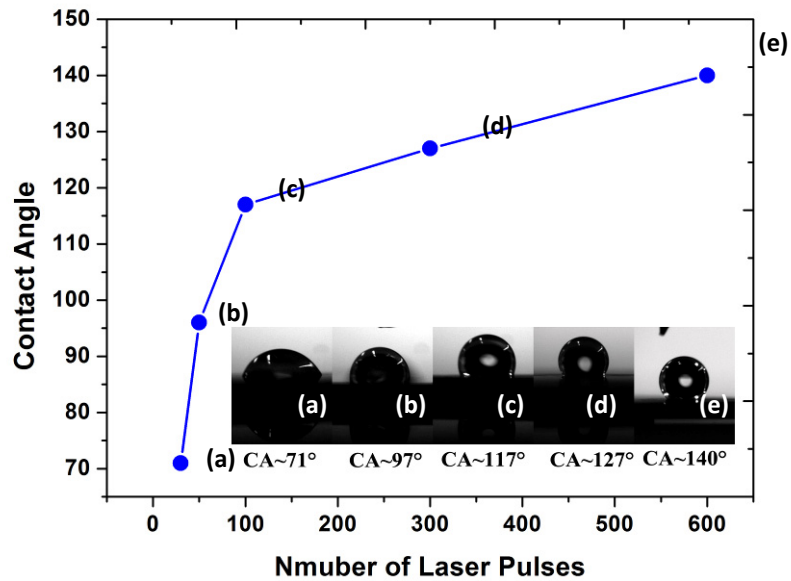 150
140
130
120
110
100
90
80
70
Contact Angle
(e)
(d)
(c)
(b)
(a)
(a) (b) (c) (d) (e)
CA~71° CA~97° CA~117° CA~127° CA~140°
0 100 200 300 400 500 600
Nmuber of Laser Pulses